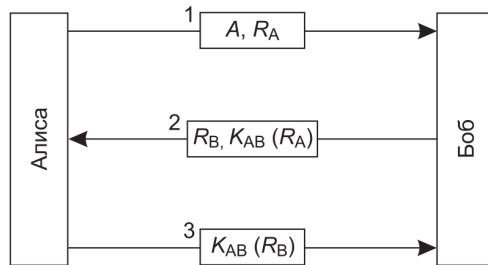 Алиса
1
A, R_A
2
R_B, K_AB (R_A)
3
K_AB (R_B)
Боб